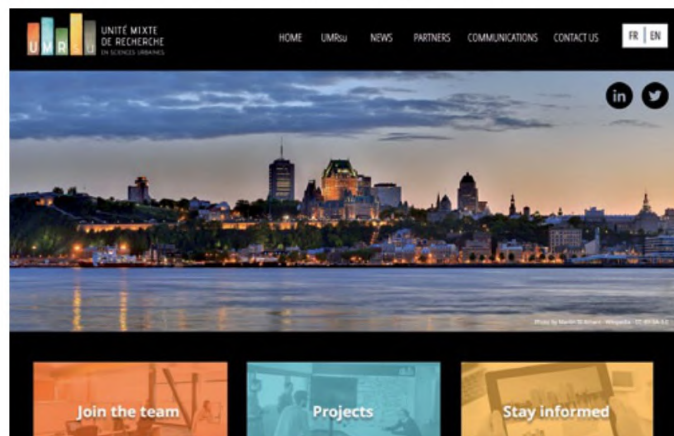 UMRsu
UNITÉ MIXTE
DE RECHERCHE
EN SCIENCES URBAINES
HOME UMRsu NEWS PARTNERS COMMUNICATIONS CONTACT US FR EN
in
Join the team Projects Stay informed